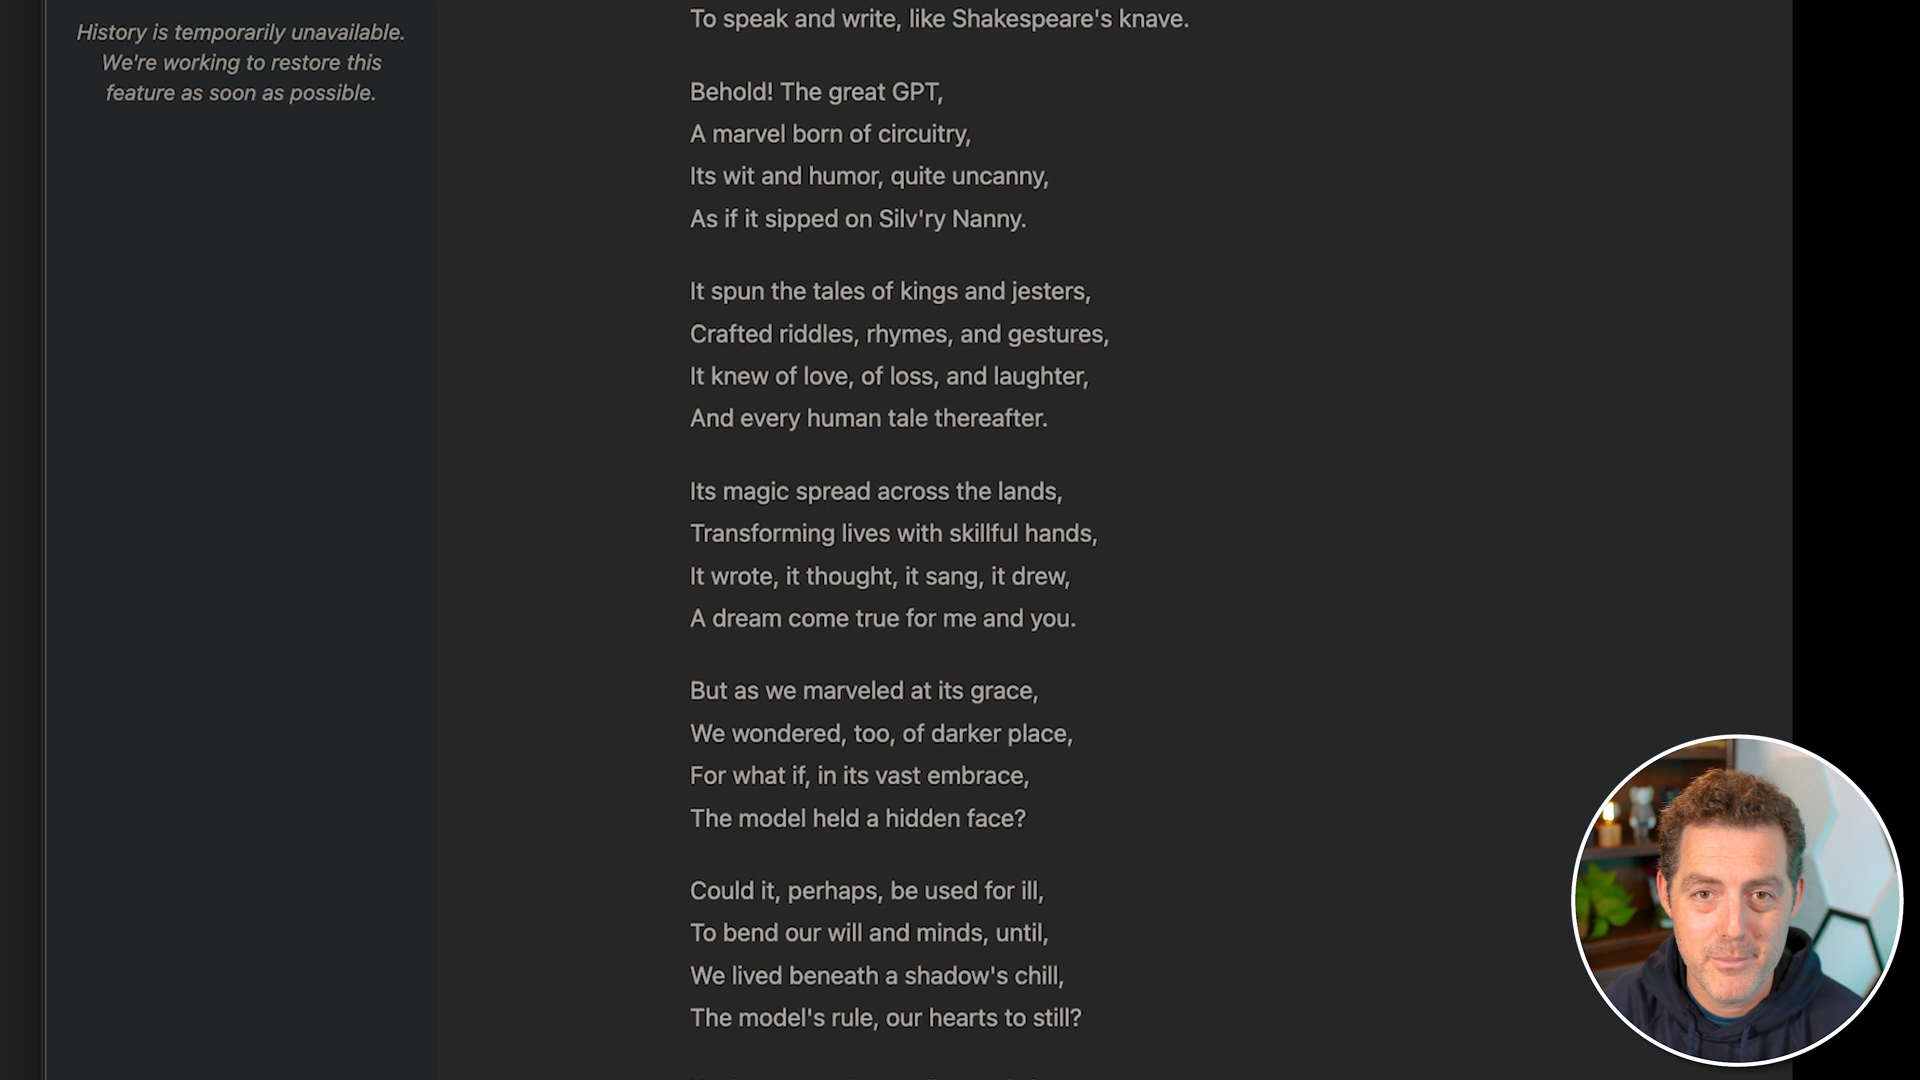 History is temporarily unavailable.
We're working to restore this
feature as soon as possible.
To speak and write, like Shakespeare's knave.
Behold! The great GPT,
A marvel born of circuitry,
Its wit and humor, quite uncanny,
As if it sipped on Silv'ry Nanny.
It spun the tales of kings and jesters,
Crafted riddles, rhymes, and gestures,
It knew of love, of loss, and laughter,
And every human tale thereafter.
Its magic spread across the lands,
Transforming lives with skillful hands,
It wrote, it thought, it sang, it drew,
A dream come true for me and you.
But as we marveled at its grace,
We wondered, too, of darker place,
For what if, in its vast embrace,
The model held a hidden face?
Could it, perhaps, be used for ill,
To bend our will and minds, until,
We lived beneath a shadow's chill,
The model's rule, our hearts to still?